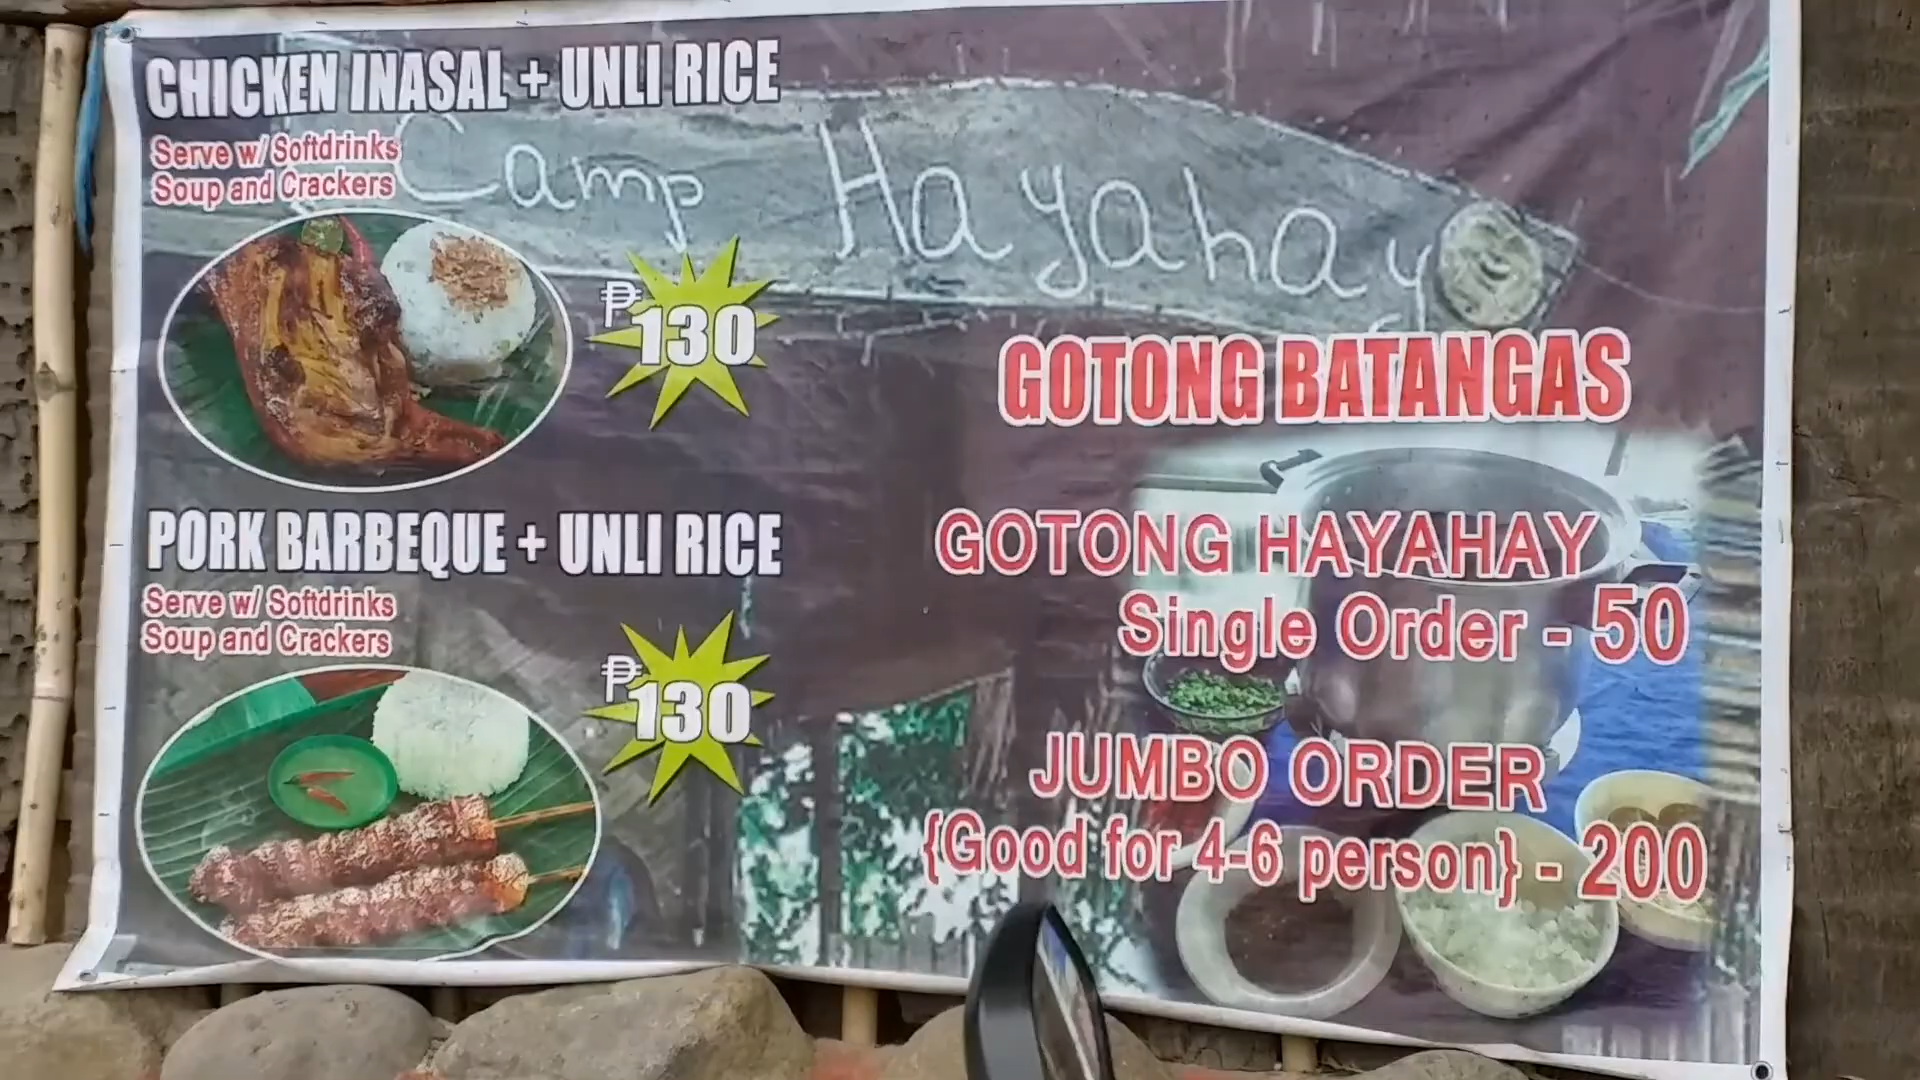 CHICKEN INASAL + UNLI RICE
Serve w/ Softdrinks
Soup and Crackers
Camp Hayahay
₱130
GOTONG BATANGAS
PORK BARBEQUE + UNLI RICE
Serve w/ Softdrinks
Soup and Crackers
₱130
GOTONG HAYAHAY
Single Order - 50
JUMBO ORDER
{Good for 4-6 person} - 200